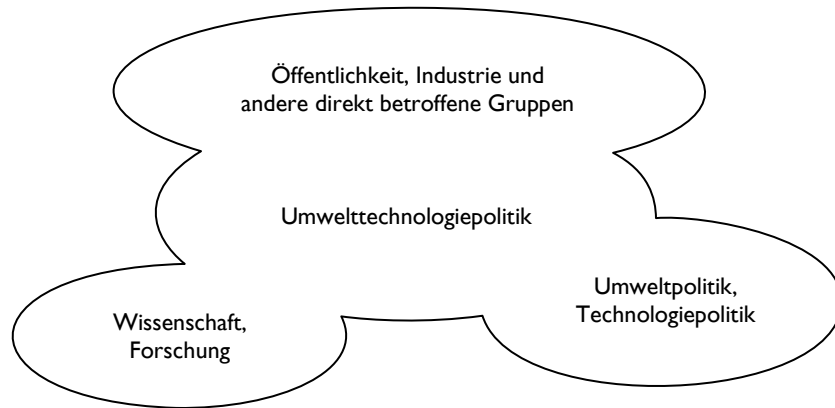 Öffentlichkeit, Industrie und
andere direkt betroffene Gruppen
Umwelttechnologiepolitik
Umweltpolitik,
Technologiepolitik
Wissenschaft,
Forschung